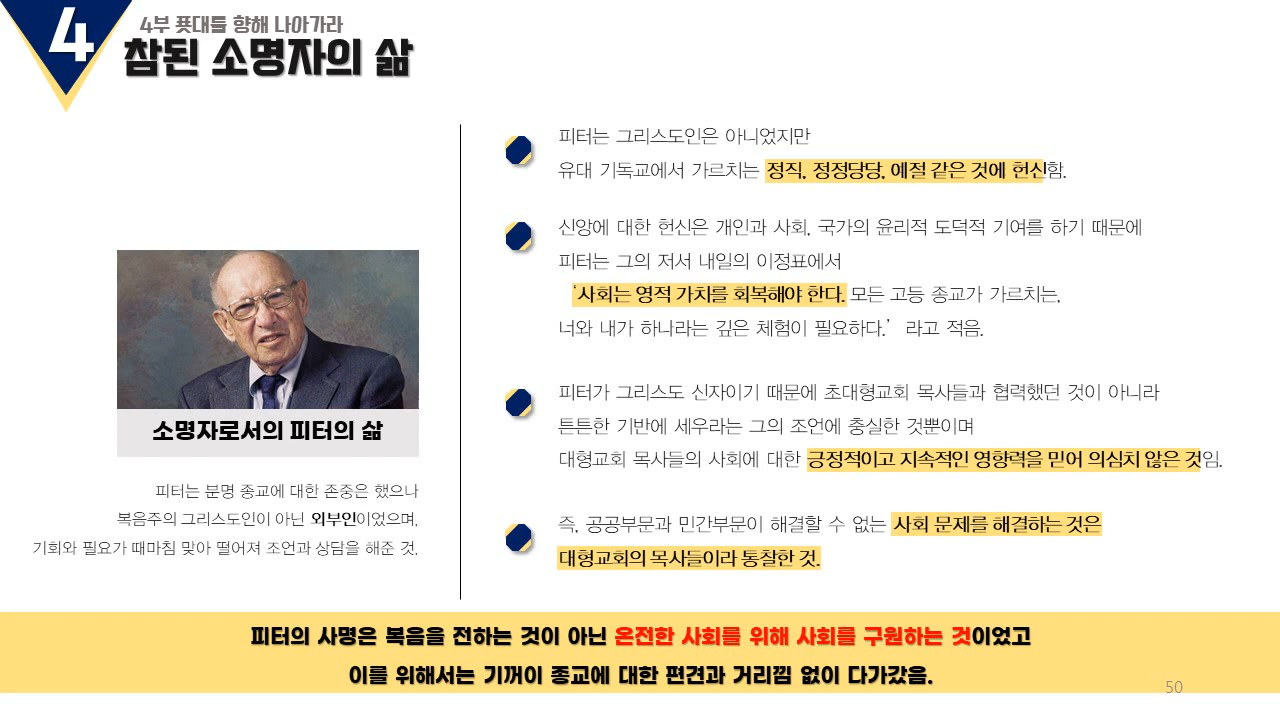 4
4부 푯대를 향해 나아가라
참된 소명자의 삶
소명자로서의 피터의 삶
피터는 분명 종교에 대한 존중은 했으나
복음주의 그리스도인이 아닌 외부인이었으며,
기회와 필요가 때마침 맞아 떨어져 조언과 상담을 해준 것.
피터는 그리스도인은 아니었지만
유대 기독교에서 가르치는 정직, 정정당당, 예절 같은 것에 헌신함.
신앙에 대한 헌신은 개인과 사회, 국가의 윤리적 도덕적 기여를 하기 때문에
피터는 그의 저서 내일의 이정표에서
‘사회는 영적 가치를 회복해야 한다. 모든 고등 종교가 가르치는,
너와 내가 하나라는 깊은 체험이 필요하다.’ 라고 적음.
피터가 그리스도 신자이기 때문에 초대형교회 목사들과 협력했던 것이 아니라
튼튼한 기반에 세우라는 그의 조언에 충실한 것뿐이며
대형교회 목사들의 사회에 대한 긍정적이고 지속적인 영향력을 믿어 의심치 않은 것임.
즉, 공공부문과 민간부문이 해결할 수 없는 사회 문제를 해결하는 것은
대형교회의 목사들이라 통찰한 것.
피터의 사명은 복음을 전하는 것이 아닌 온전한 사회를 위해 사회를 구원하는 것이었고
이를 위해서는 기꺼이 종교에 대한 편견과 거리낌 없이 다가갔음.
50